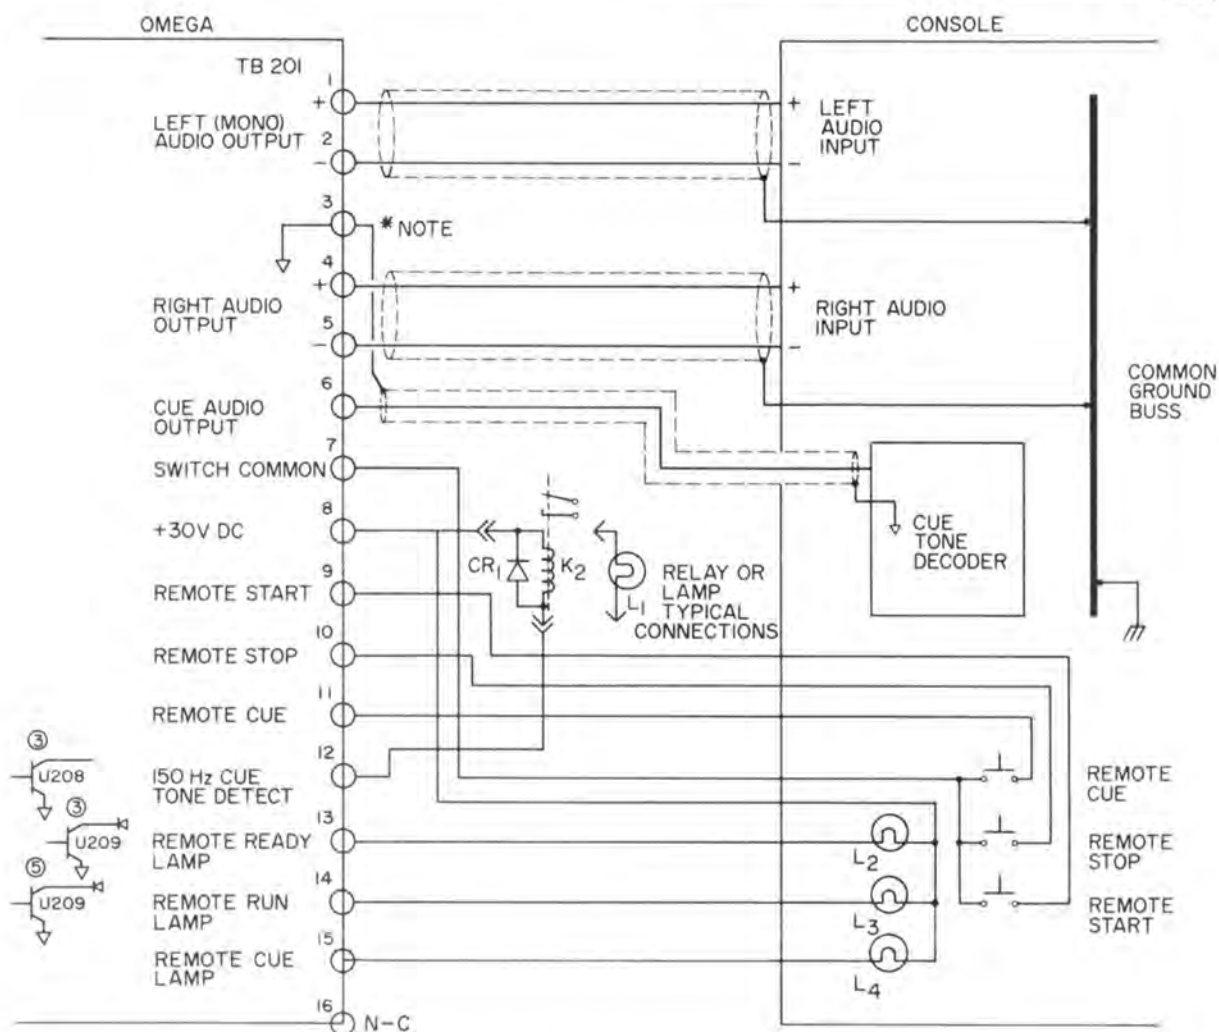 OMEGA
CONSOLE
TB 201
1
+
LEFT (MONO)
AUDIO OUTPUT
2
−
+
LEFT
AUDIO
INPUT
−
3
* NOTE
4
+
RIGHT AUDIO
OUTPUT
5
−
+
RIGHT AUDIO
INPUT
−
COMMON
GROUND
BUSS
6
CUE AUDIO
OUTPUT
7
SWITCH COMMON
8
+30V DC
CUE
TONE
DECODER
CR1
K2
L1
RELAY OR
LAMP
TYPICAL
CONNECTIONS
9
REMOTE START
10
REMOTE STOP
11
REMOTE CUE
12
150 Hz CUE
TONE DETECT
3
U208
3
U209
5
U209
13
REMOTE READY
LAMP
14
REMOTE RUN
LAMP
15
REMOTE CUE
LAMP
16
N-C
L2
L3
L4
REMOTE
CUE
REMOTE
STOP
REMOTE
START